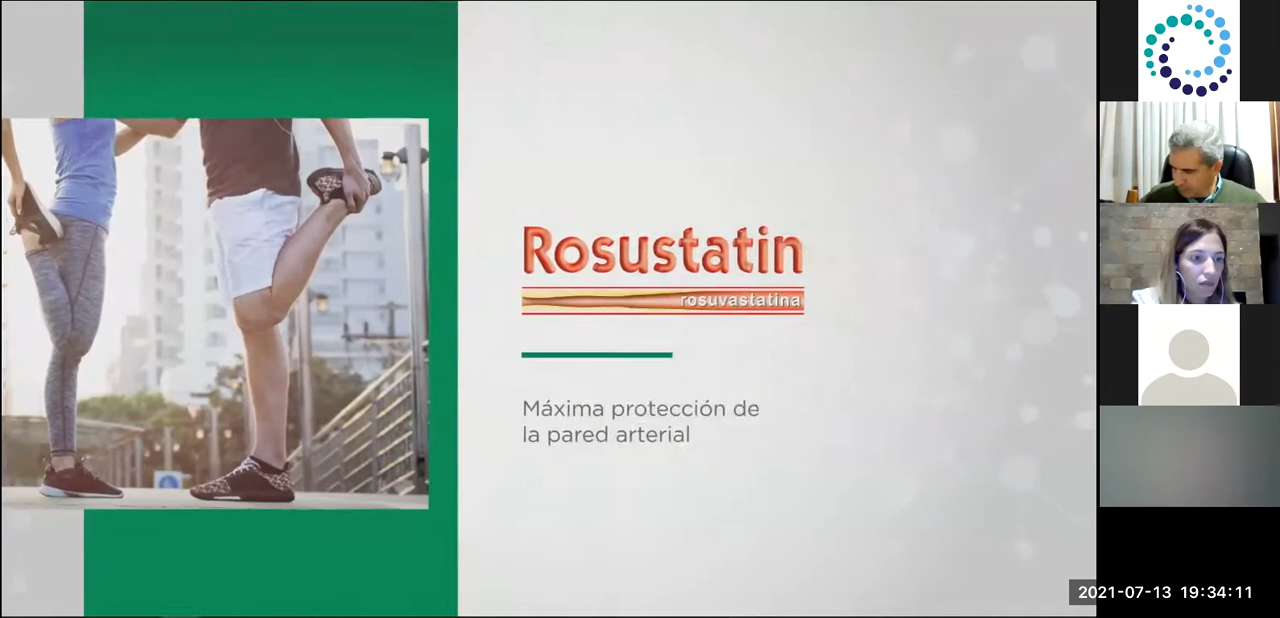 Rosustatin
rosuvastatina
Máxima protección de
la pared arterial
2021-07-13 19:34:11